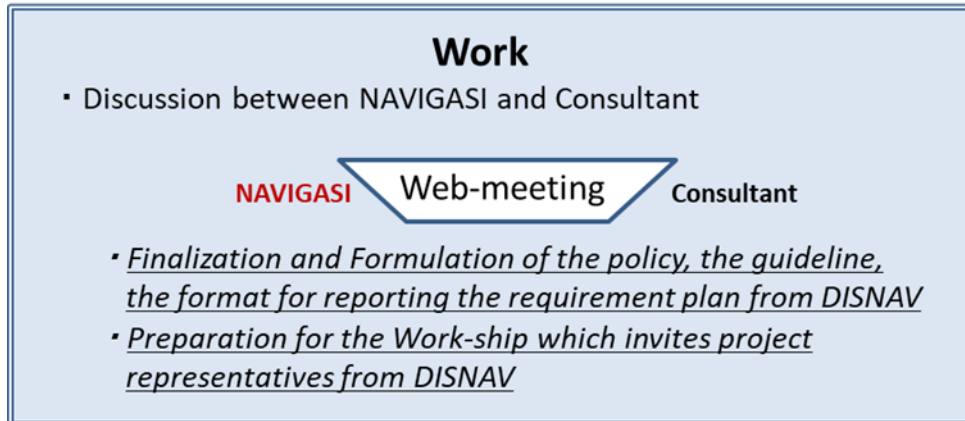 Work
・Discussion between NAVIGASI and Consultant
NAVIGASI Web-meeting Consultant
・Finalization and Formulation of the policy, the guideline,
the format for reporting the requirement plan from DISNAV
・Preparation for the Work-ship which invites project
representatives from DISNAV